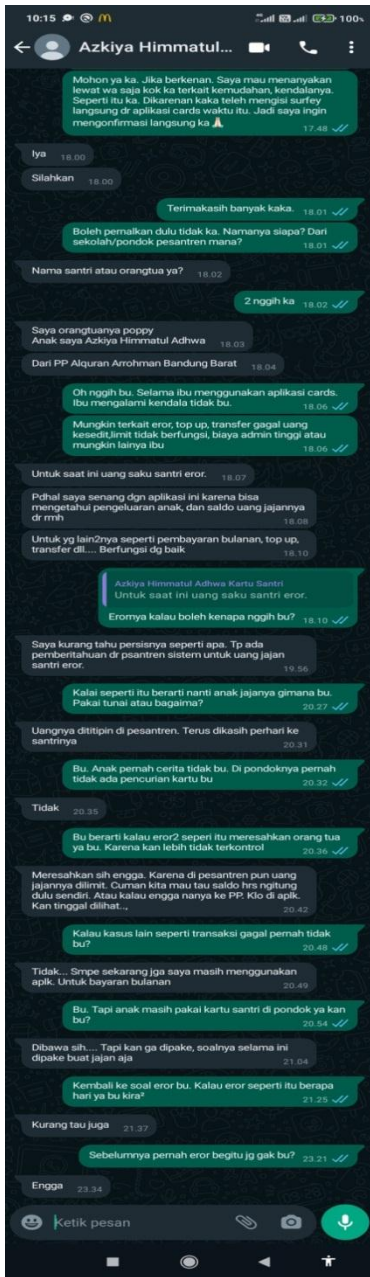 10:15
100%
Azkiya Himmatul...
Mohon ya ka. Jika berkenan. Saya mau menanyakan
lewat wa saja kok ka terkait kemudahan, kendalanya.
Seperti itu ka. Dikarenan kaka teleh mengisi surfey
langsung dr aplikasi cards waktu itu. Jadi saya ingin
mengonfirmasi langsung ka 🙏🏻
17.48
Iya 18.00
Silahkan 18.00
Terimakasih banyak kaka. 18.01
Boleh pernalkan dulu tidak ka. Namanya siapa? Dari
sekolah/pondok pesantren mana?
18.01
Nama santri atau orangtua ya? 18.02
2 nggih ka 18.02
Saya orangtuanya poppy
Anak saya Azkiya Himmatul Adhwa 18.03
Dari PP Alquran Arrohman Bandung Barat 18.04
Oh nggih bu. Selama ibu menggunakan aplikasi cards.
Ibu mengalami kendala tidak bu.
18.06
Mungkin terkait eror, top up, transfer gagal uang
kesedit,limit tidak berfungsi, biaya admin tinggi atau
mungkin lainya ibu
18.06
Untuk saat ini uang saku santri eror. 18.07
Pdhal saya senang dgn aplikasi ini karena bisa
mengetahui pengeluaran anak, dan saldo uang jajannya
dr rmh
18.08
Untuk yg lain2nya seperti pembayaran bulanan, top up,
transfer dll.... Berfungsi dg baik
18.10
Azkiya Himmatul Adhwa Kartu Santri
Untuk saat ini uang saku santri eror.
Erornya kalau boleh kenapa nggih bu? 18.10
Saya kurang tahu persisnya seperti apa. Tp ada
pemberitahuan dr psantren sistem untuk uang jajan
santri eror.
19.56
Kalai seperti itu berarti nanti anak jajanya gimana bu.
Pakai tunai atau bagaima?
20.27
Uangnya dititipin di pesantren. Terus dikasih perhari ke
santrinya
20.31
Bu. Anak pernah cerita tidak bu. Di pondoknya pernah
tidak ada pencurian kartu bu
20.32
Tidak 20.35
Bu berarti kalau eror2 seperi itu meresahkan orang tua
ya bu. Karena kan lebih tidak terkontrol
20.36
Meresahkan sih engga. Karena di pesantren pun uang
jajannya dilimit. Cuman kita mau tau saldo hrs ngitung
dulu sendiri. Atau kalau engga nanya ke PP. Klo di aplk.
Kan tinggal dilihat..,
20.42
Kalau kasus lain seperti transaksi gagal pernah tidak
bu?
20.48
Tidak... Smpe sekarang jga saya masih menggunakan
aplk. Untuk bayaran bulanan
20.49
Bu. Tapi anak masih pakai kartu santri di pondok ya kan
bu?
20.54
Dibawa sih.... Tapi kan ga dipake, soalnya selama ini
dipake buat jajan aja
21.04
Kembali ke soal eror bu. Kalau eror seperti itu berapa
hari ya bu kira²
21.25
Kurang tau juga 21.37
Sebelumnya pernah eror begitu jg gak bu? 23.21
Engga 23.34
Ketik pesan